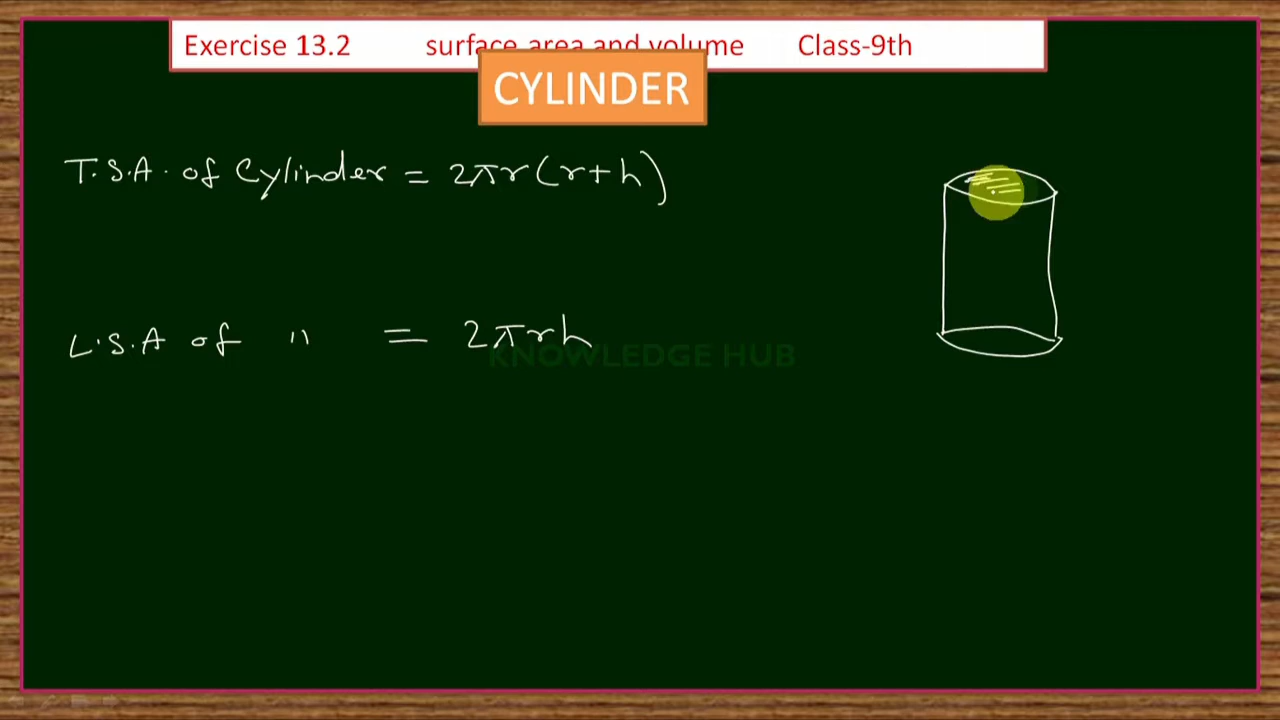 Exercise 13.2 surface area and volume Class-9th
CYLINDER
T.S.A. of Cylinder = 2πr(r+h)
L.S.A of " = 2πrh
KNOWLEDGE HUB